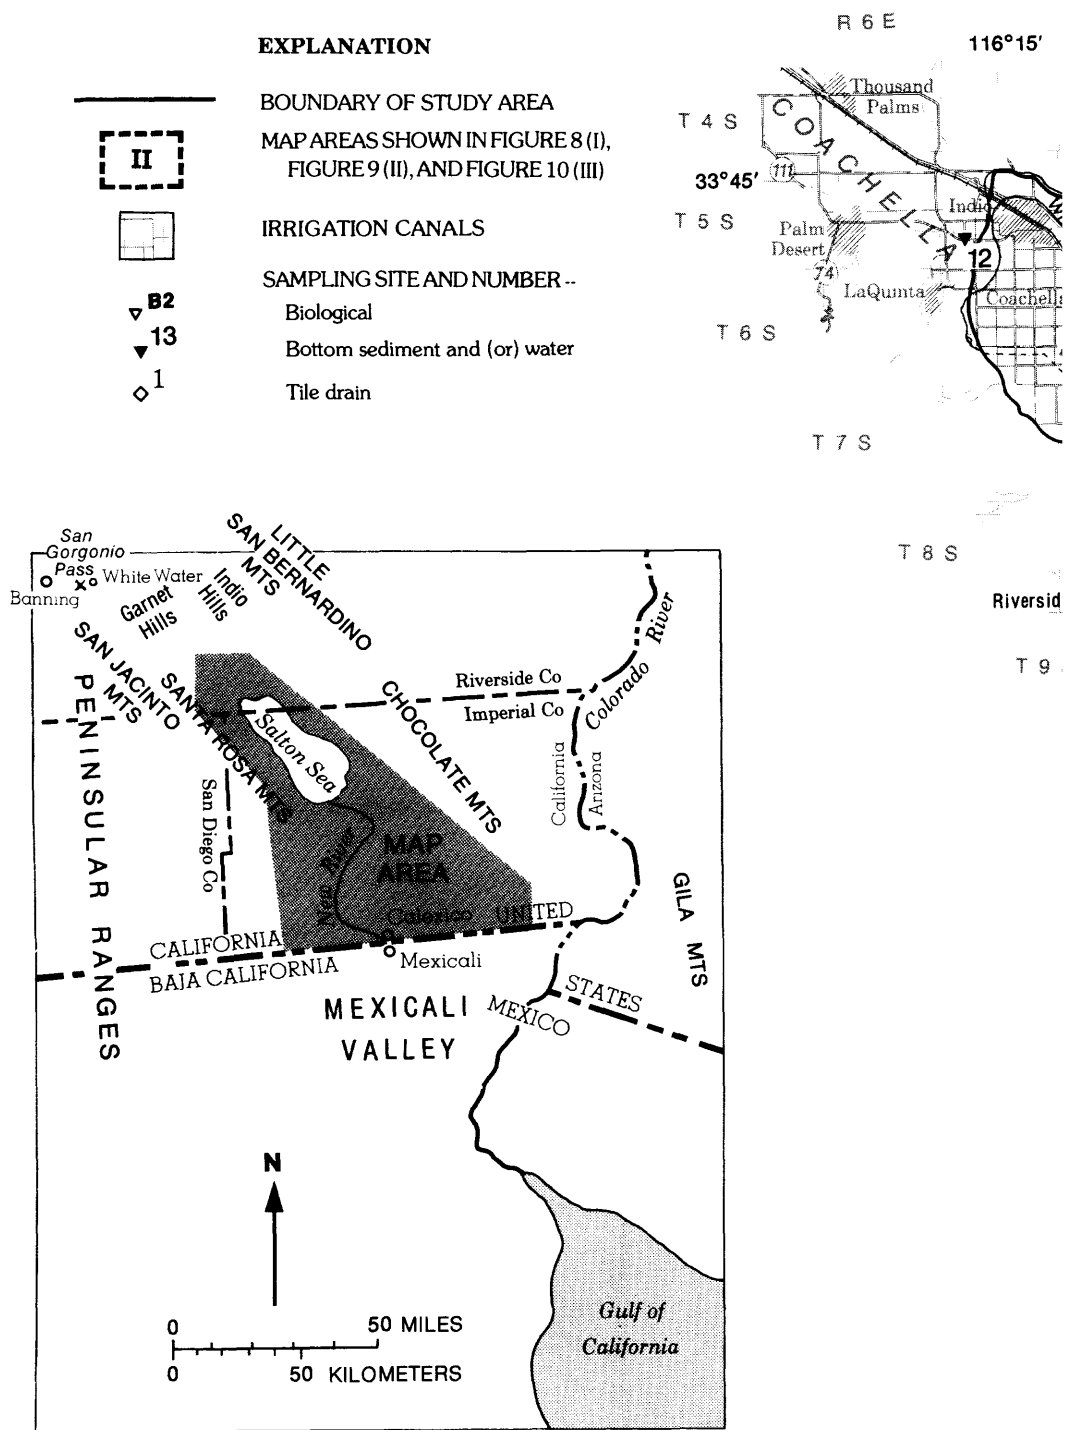 EXPLANATION
BOUNDARY OF STUDY AREA
II
MAP AREAS SHOWN IN FIGURE 8 (I),
FIGURE 9 (II), AND FIGURE 10 (III)
IRRIGATION CANALS
SAMPLING SITE AND NUMBER --
B2
Biological
13
Bottom sediment and (or) water
1
Tile drain
R 6 E
116°15'
Thousand
Palms
T 4 S
COACHELLA
111
33°45'
T 5 S
Indio
Palm
Desert
12
74
LaQuinta
Coachella
T 6 S
T 7 S
T 8 S
Riversid
T 9
San
Gorgonio
Pass
White Water
Banning
Garnet
Hills
Indio
Hills
LITTLE
SAN BERNARDINO
MTS
SAN JACINTO
MTS
SANTA ROSA MTS
PENINSULAR RANGES
CHOCOLATE MTS
Riverside Co
Imperial Co
Colorado River
California
Arizona
Salton Sea
San Diego Co
New River
MAP
AREA
Calexico
UNITED
STATES
GILA MTS
CALIFORNIA
BAJA CALIFORNIA
Mexicali
MEXICO
MEXICALI
VALLEY
N
0 50 MILES
0 50 KILOMETERS
Gulf of
California